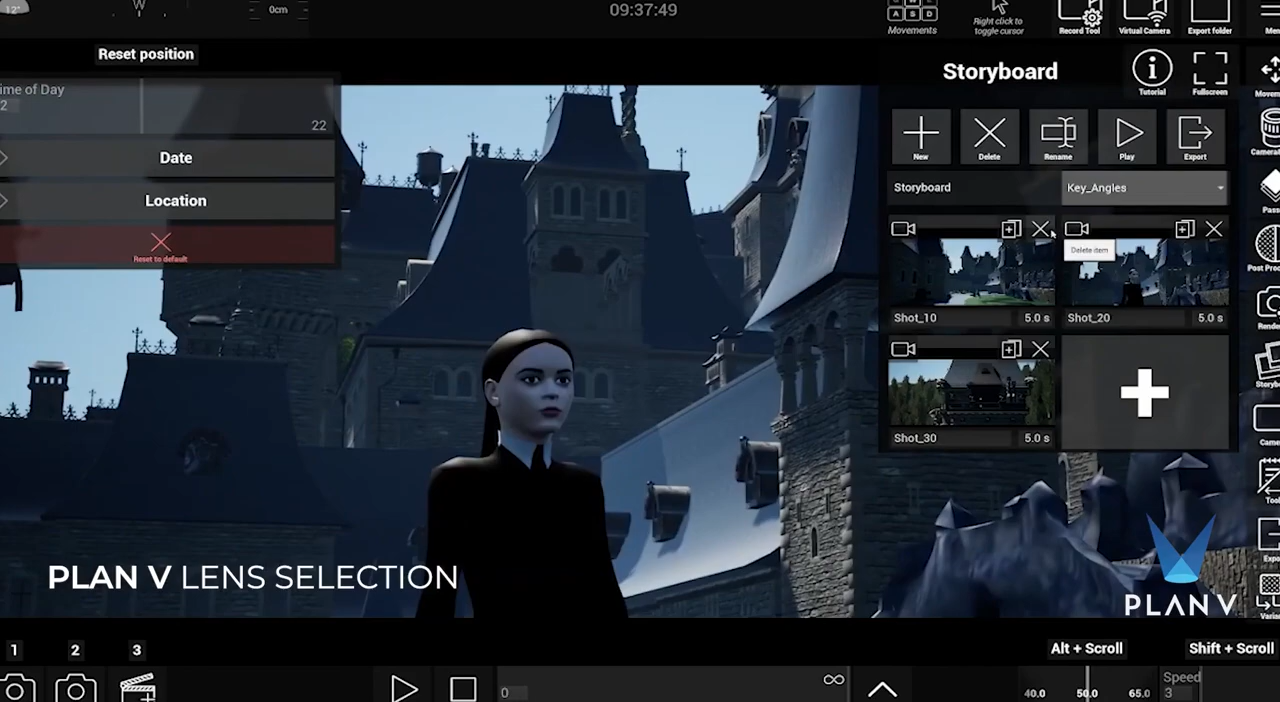 12°
W
0cm
09:37:49
W
A S D
Movements
Right click to
toggle cursor
Record Tool
Virtual Camera
Export folder
Reset position
Storyboard
Tutorial
Fullscreen
ime of Day
2
22
Date
Location
Reset to default
New
Delete
Rename
Play
Export
Storyboard
Key_Angles
Delete item
Shot_10
5.0 s
Shot_20
5.0 s
Shot_30
5.0 s
PLAN V LENS SELECTION
PLAN V
1
2
3
Alt + Scroll
Shift + Scroll
0
∞
40.0
50.0
65.0
Speed
3